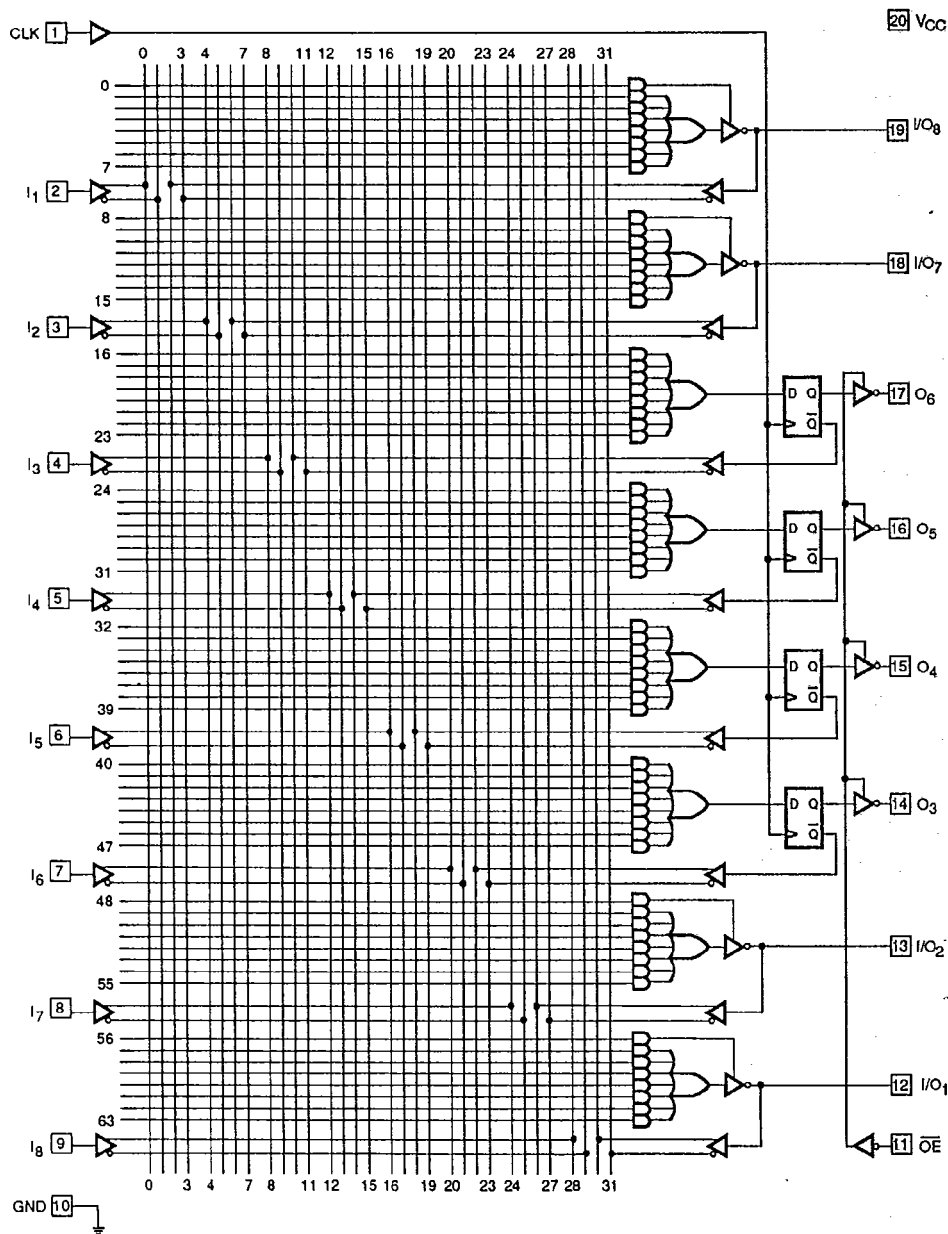 CLK 1
20 VCC
0 3 4 7 8 11 12 15 16 19 20 23 24 27 28 31
0
19 I/O8
7
I1 2
8
18 I/O7
15
I2 3
16
D Q
17 O6
Q̅
23
I3 4
24
D Q
16 O5
Q̅
31
I4 5
32
D Q
15 O4
Q̅
39
I5 6
40
D Q
14 O3
Q̅
47
I6 7
48
13 I/O2
55
I7 8
56
12 I/O1
63
I8 9
11 O̅E̅
0 3 4 7 8 11 12 15 16 19 20 23 24 27 28 31
GND 10